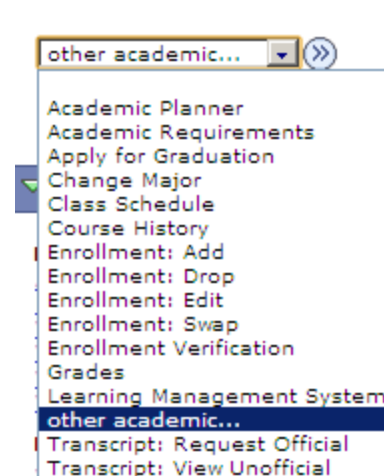 other academic...
Academic Planner
Academic Requirements
Apply for Graduation
Change Major
Class Schedule
Course History
Enrollment: Add
Enrollment: Drop
Enrollment: Edit
Enrollment: Swap
Enrollment Verification
Grades
Learning Management System
other academic...
Transcript: Request Official
Transcript: View Unofficial